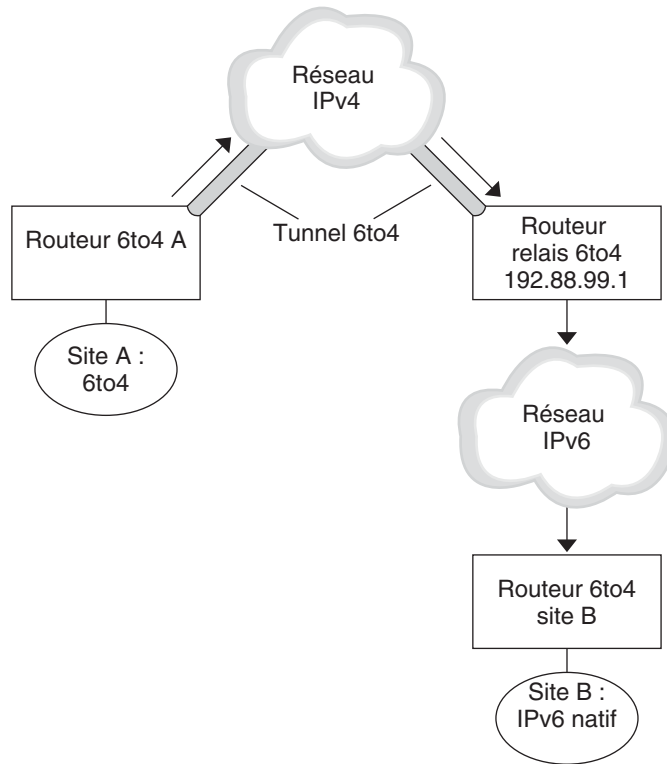 Réseau
IPv4
Routeur 6to4 A
Tunnel 6to4
Routeur
relais 6to4
192.88.99.1
Site A :
6to4
Réseau
IPv6
Routeur 6to4
site B
Site B :
IPv6 natif